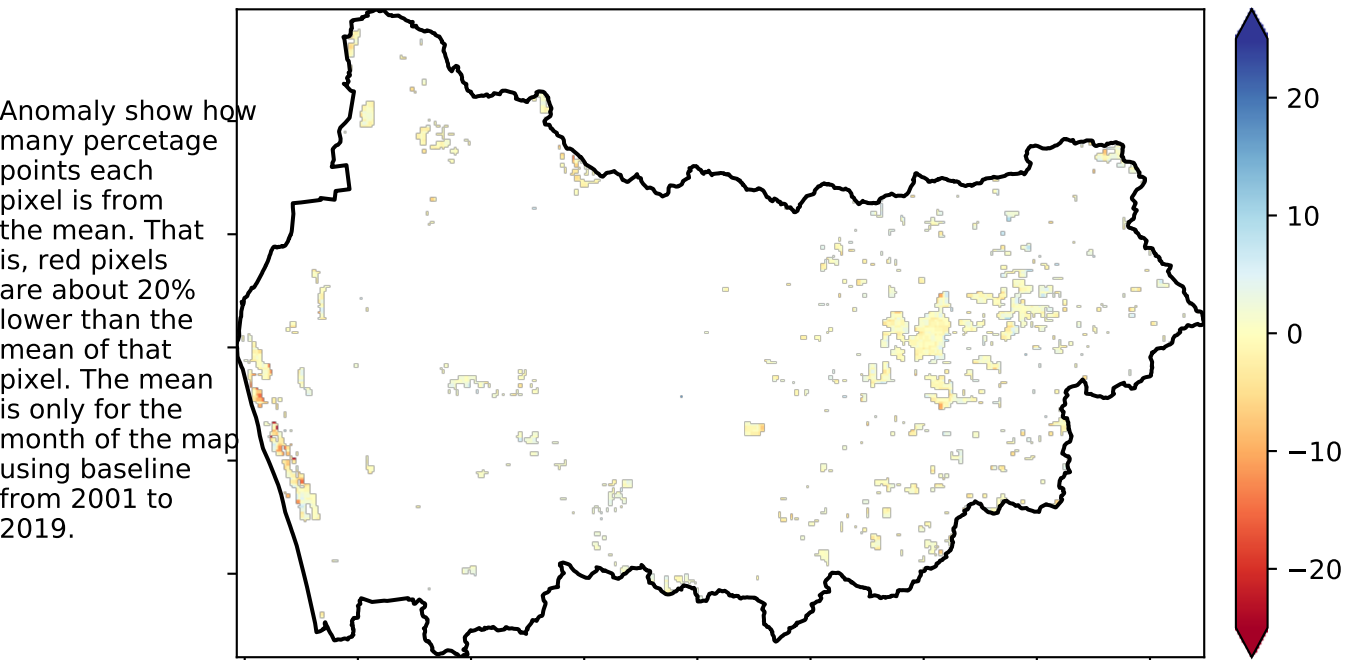 Anomaly show how
many percetage
points each
pixel is from
the mean. That
is, red pixels
are about 20%
lower than the
mean of that
pixel. The mean
is only for the
month of the map
using baseline
from 2001 to
2019.
20
10
0
−10
−20